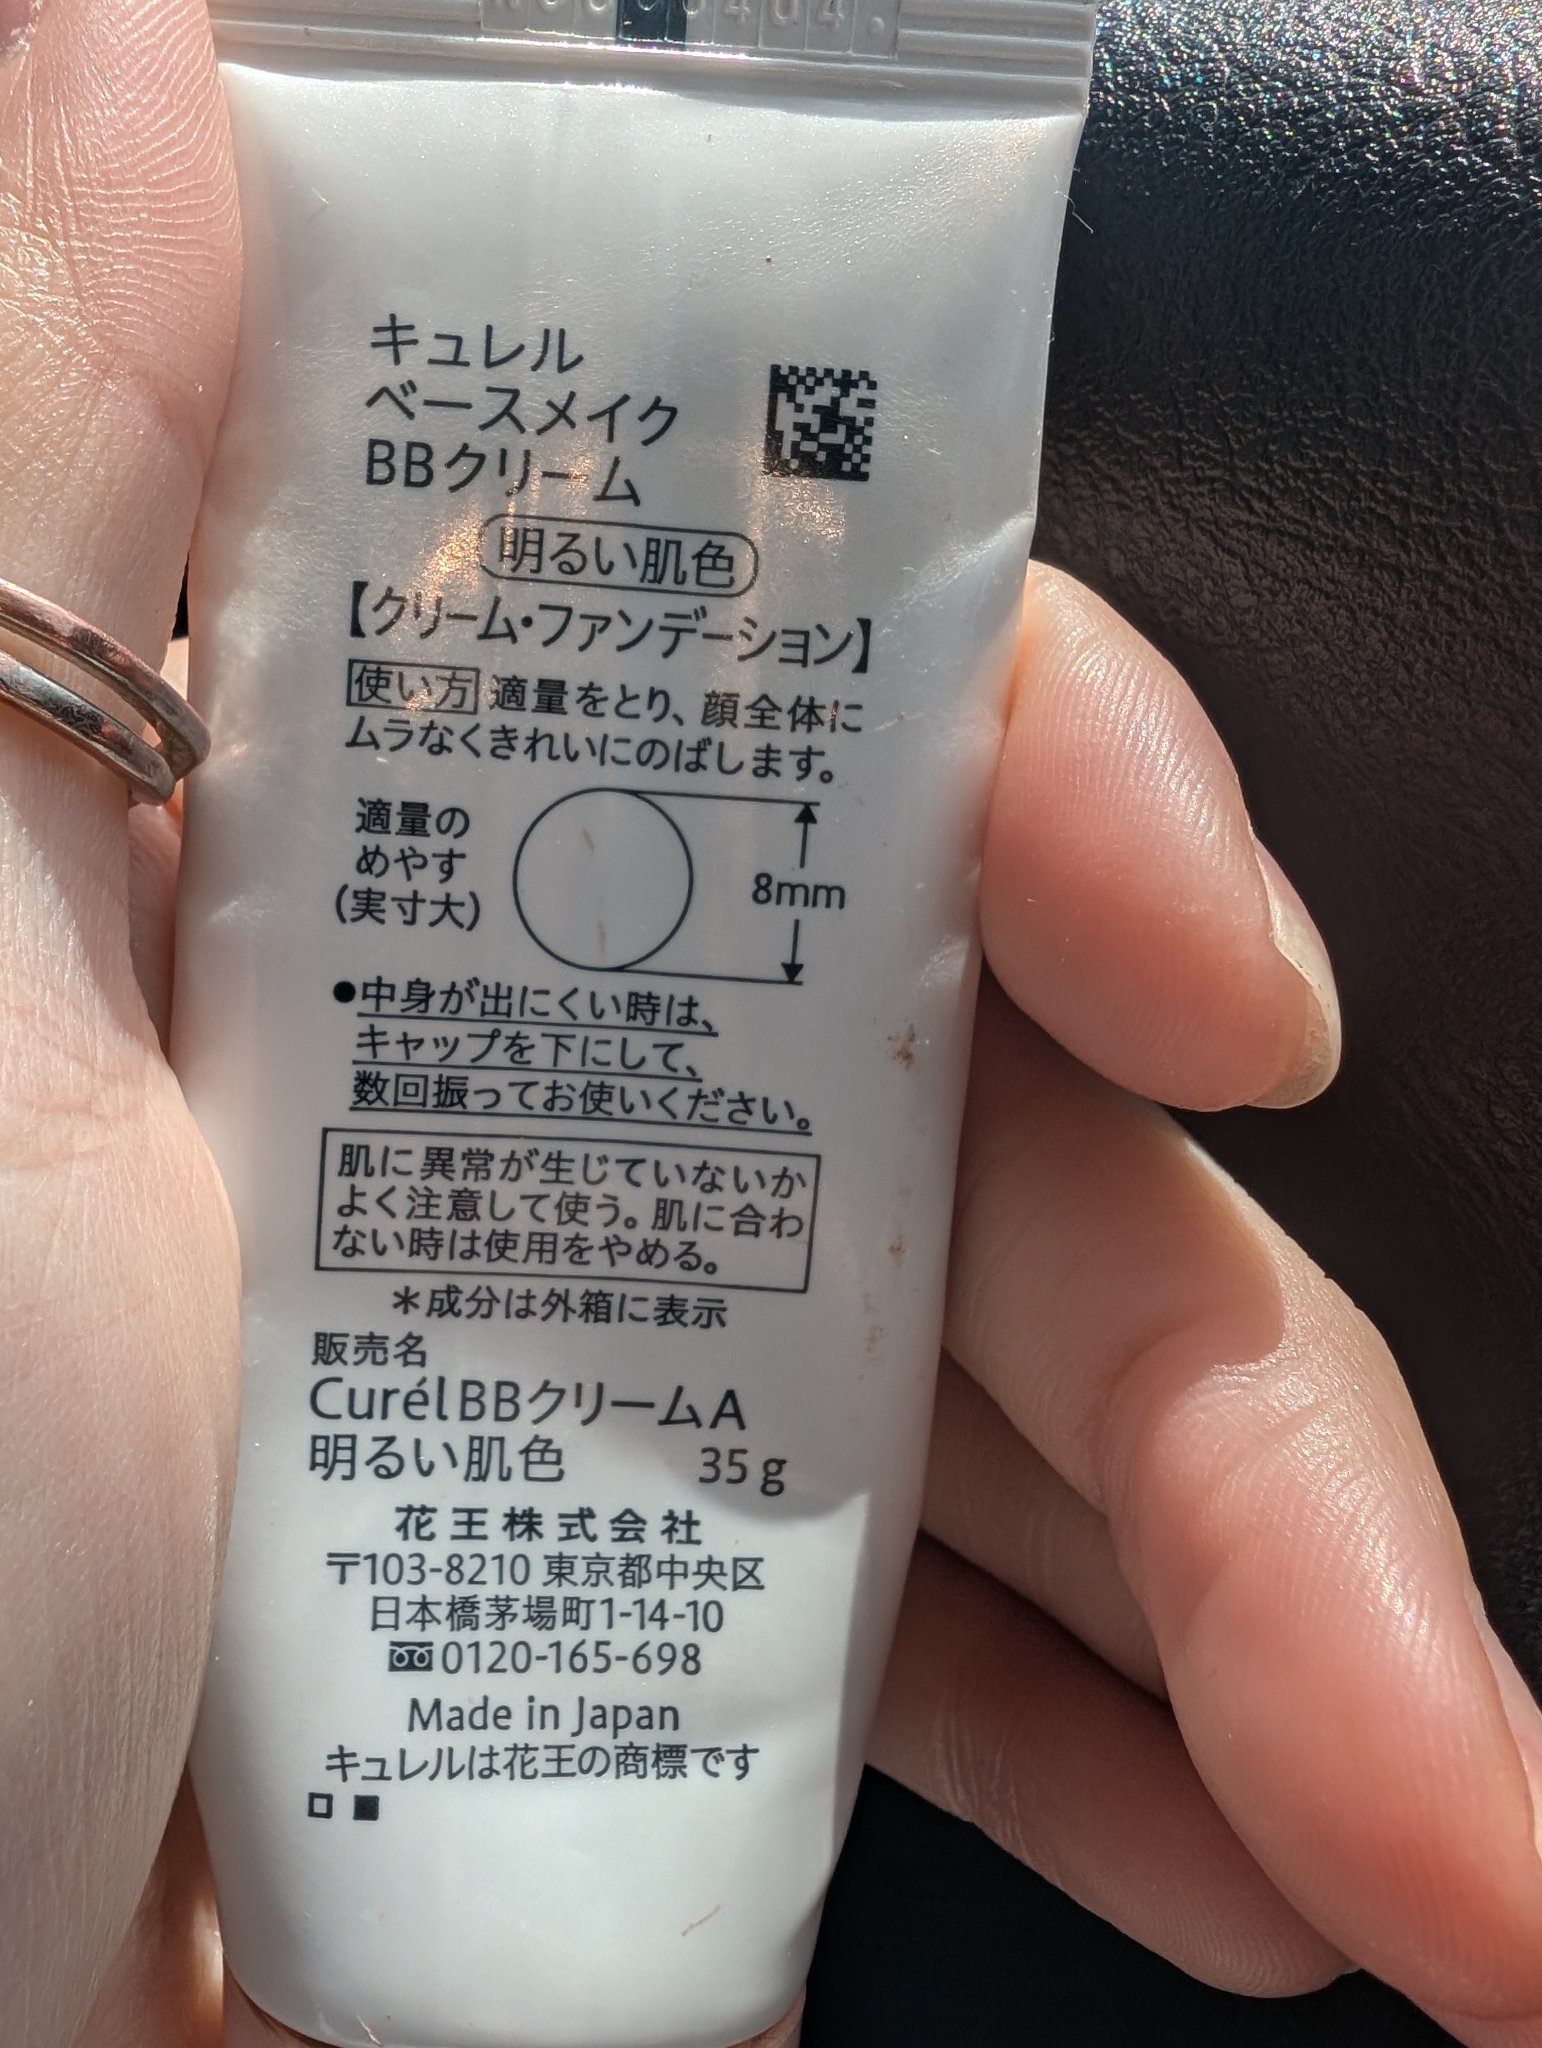 キュレル
ベースメイク
BBクリーム
明るい肌色
【クリーム・ファンデーション】
使い方 適量をとり、顔全体に
ムラなくきれいにのばします。
適量の
めやす
(実寸大)
8mm
●中身が出にくい時は、
キャップを下にして、
数回振ってお使いください。
肌に異常が生じていないか
よく注意して使う。肌に合わ
ない時は使用をやめる。
＊成分は外箱に表示
販売名
Curél BBクリームA
明るい肌色 35g
花王株式会社
〒103-8210 東京都中央区
日本橋茅場町1-14-10
0120-165-698
Made in Japan
キュレルは花王の商標です